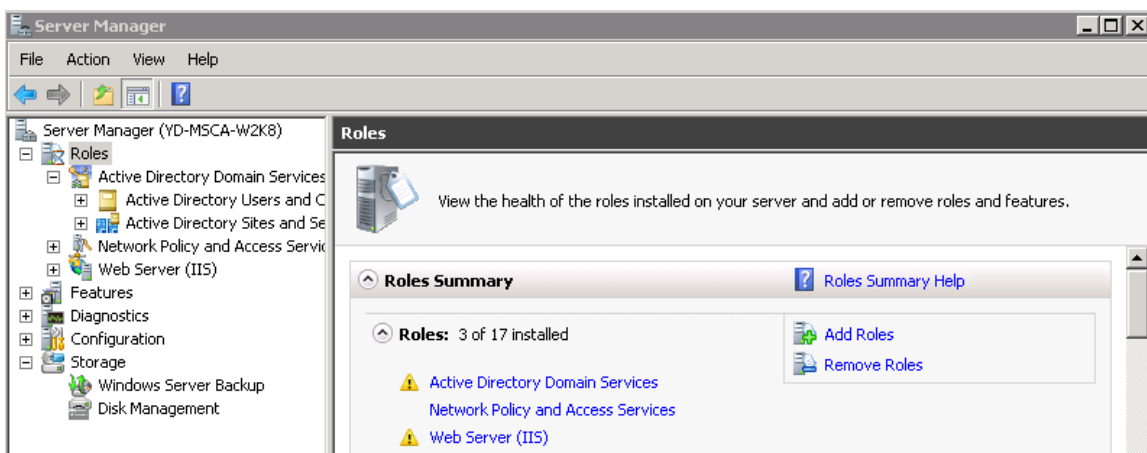 Server Manager
File Action View Help
Server Manager (YD-MSCA-W2K8)
Roles
Active Directory Domain Services
Active Directory Users and C
Active Directory Sites and Se
Network Policy and Access Servic
Web Server (IIS)
Features
Diagnostics
Configuration
Storage
Windows Server Backup
Disk Management
Roles
View the health of the roles installed on your server and add or remove roles and features.
Roles Summary
Roles Summary Help
Roles: 3 of 17 installed
Add Roles
Remove Roles
Active Directory Domain Services
Network Policy and Access Services
Web Server (IIS)